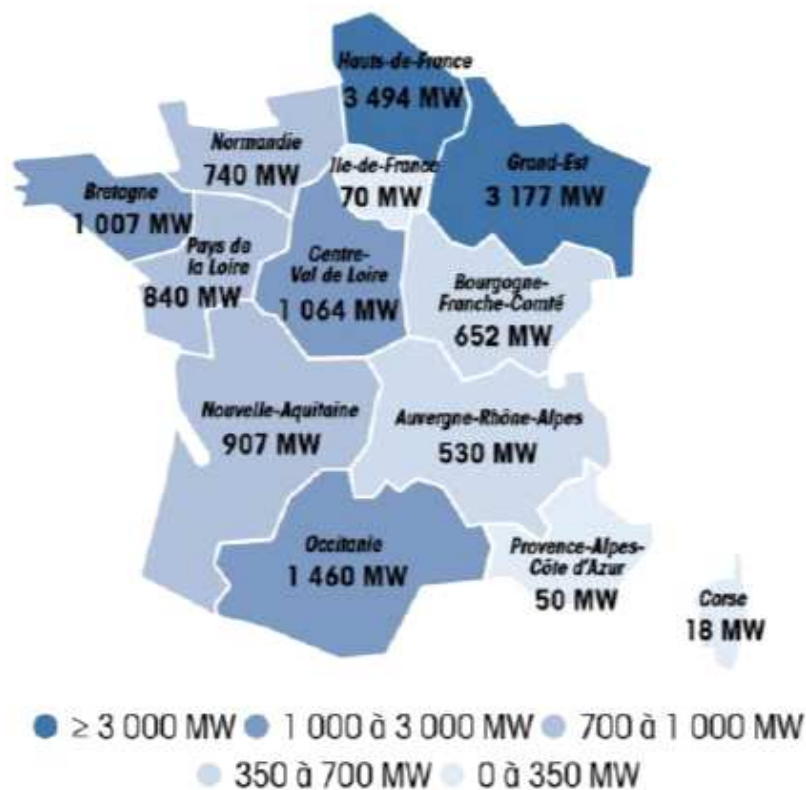 Hauts-de-France
3 494 MW
Normandie
740 MW
Ile-de-France
70 MW
Grand-Est
3 177 MW
Bretagne
1 007 MW
Pays de
la Loire
840 MW
Centre-
Val de Loire
1 064 MW
Bourgogne-
Franche-Comté
652 MW
Nouvelle-Aquitaine
907 MW
Auvergne-Rhône-Alpes
530 MW
Occitanie
1 460 MW
Provence-Alpes-
Côte d'Azur
50 MW
Corse
18 MW
≥ 3 000 MW 1 000 à 3 000 MW 700 à 1 000 MW
350 à 700 MW 0 à 350 MW